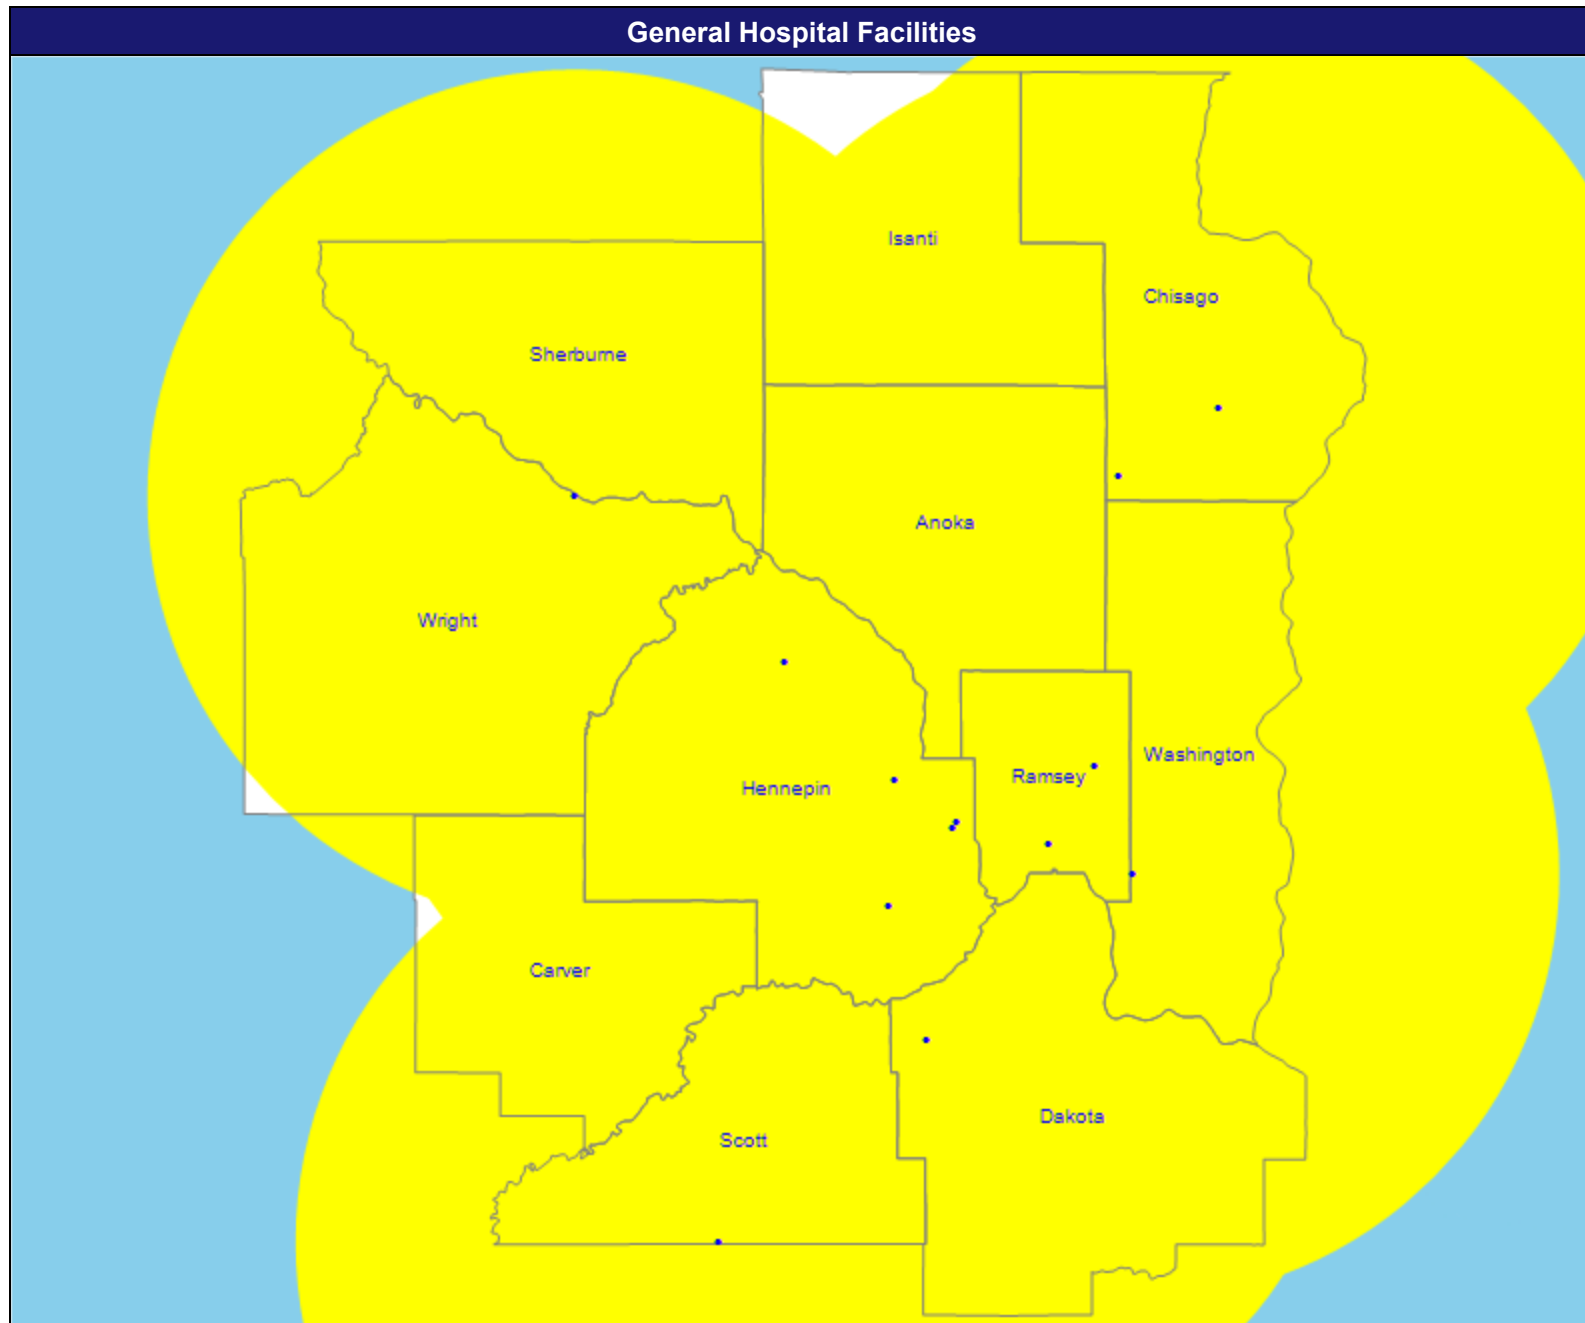 General Hospital Facilities
Isanti
Chisago
Sherburne
Anoka
Wright
Washington
Ramsey
Hennepin
Carver
Dakota
Scott